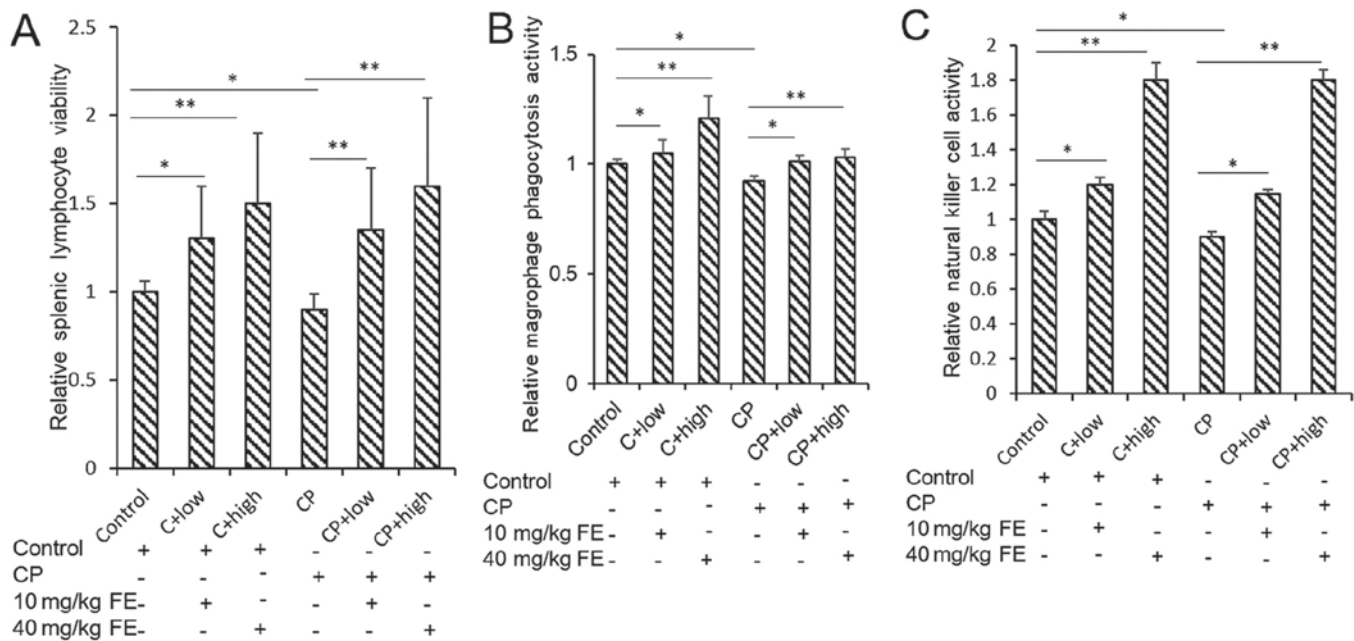 A
Relative splenic lymphocyte viability
2.5
2
1.5
1
0.5
0
*
**
*
**
**
Control
C+low
C+high
CP
CP+low
CP+high
Control + + + - - -
CP - - - + + +
10 mg/kg FE - + - - + -
40 mg/kg FE - - + - - +
B
Relative magrophage phagocytosis activity
1.5
1
0.5
0
*
**
*
**
*
Control
C+low
C+high
CP
CP+low
CP+high
Control + + + - - -
CP - - - + + +
10 mg/kg FE - + - - + -
40 mg/kg FE - - + - - +
C
Relative natural killer cell activity
2
1.8
1.6
1.4
1.2
1
0.8
0.6
0.4
0.2
0
*
**
**
*
*
Control
C+low
C+high
CP
CP+low
CP+high
Control + + + - - -
CP - - - + + +
10 mg/kg FE - + - - + -
40 mg/kg FE - - + - - +